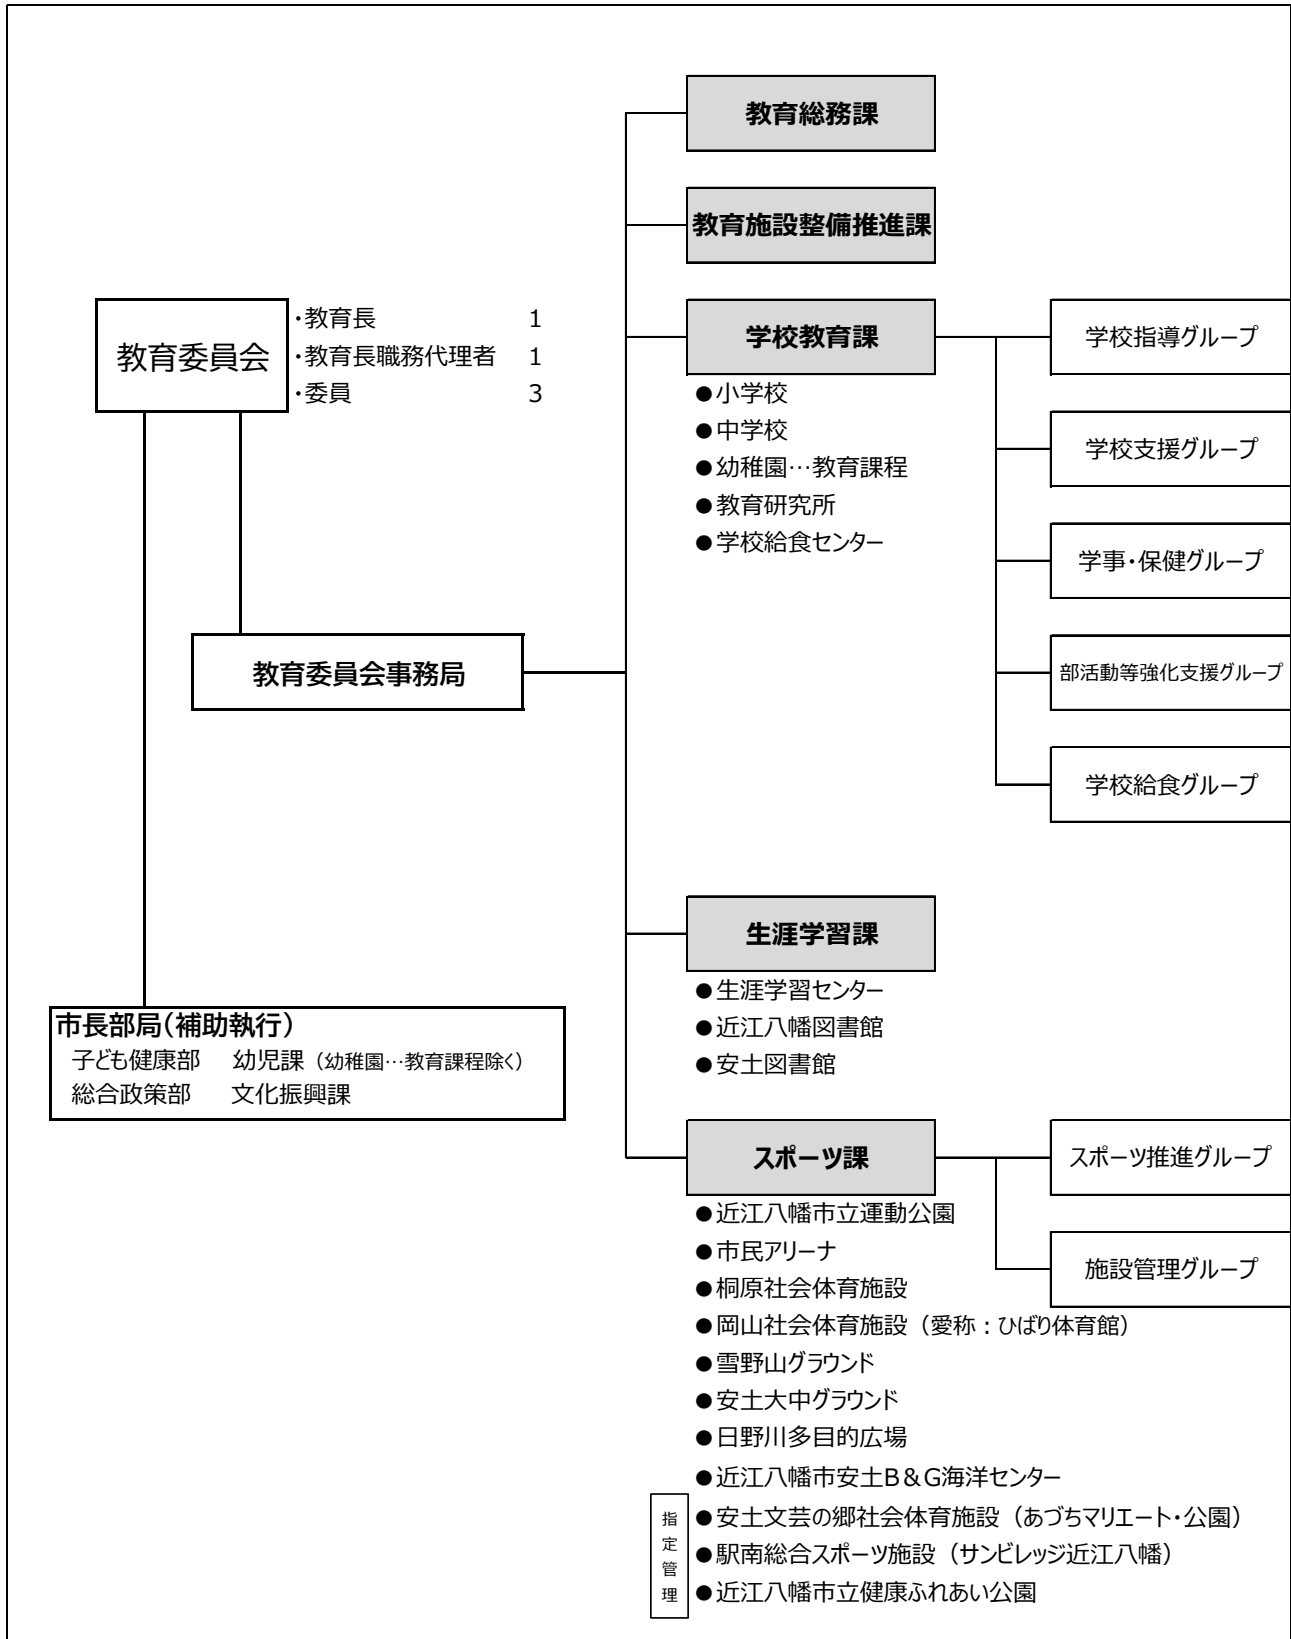 教育総務課
教育施設整備推進課
教育委員会
・教育長 1
・教育長職務代理者 1
・委員 3
学校教育課
●小学校
●中学校
●幼稚園…教育課程
●教育研究所
●学校給食センター
学校指導グループ
学校支援グループ
学事・保健グループ
部活動等強化支援グループ
学校給食グループ
教育委員会事務局
生涯学習課
●生涯学習センター
●近江八幡図書館
●安土図書館
市長部局(補助執行)
子ども健康部 幼児課(幼稚園…教育課程除く)
総合政策部 文化振興課
スポーツ課
●近江八幡市立運動公園
●市民アリーナ
●桐原社会体育施設
●岡山社会体育施設(愛称:ひばり体育館)
●雪野山グラウンド
●安土大中グラウンド
●日野川多目的広場
●近江八幡市安土B&G海洋センター
指定管理
●安土文芸の郷社会体育施設(あづちマリエート・公園)
●駅南総合スポーツ施設(サンビレッジ近江八幡)
●近江八幡市立健康ふれあい公園
スポーツ推進グループ
施設管理グループ